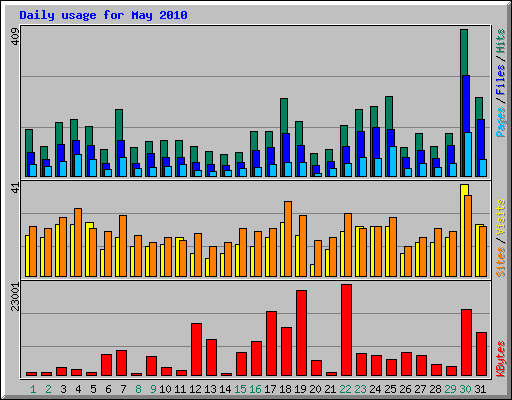 Daily usage for May 2010
409
Pages / Files / Hits
41
Sites / Visits
23001
KBytes
1 2 3 4 5 6 7 8 9 10 11 12 13 14 15 16 17 18 19 20 21 22 23 24 25 26 27 28 29 30 31